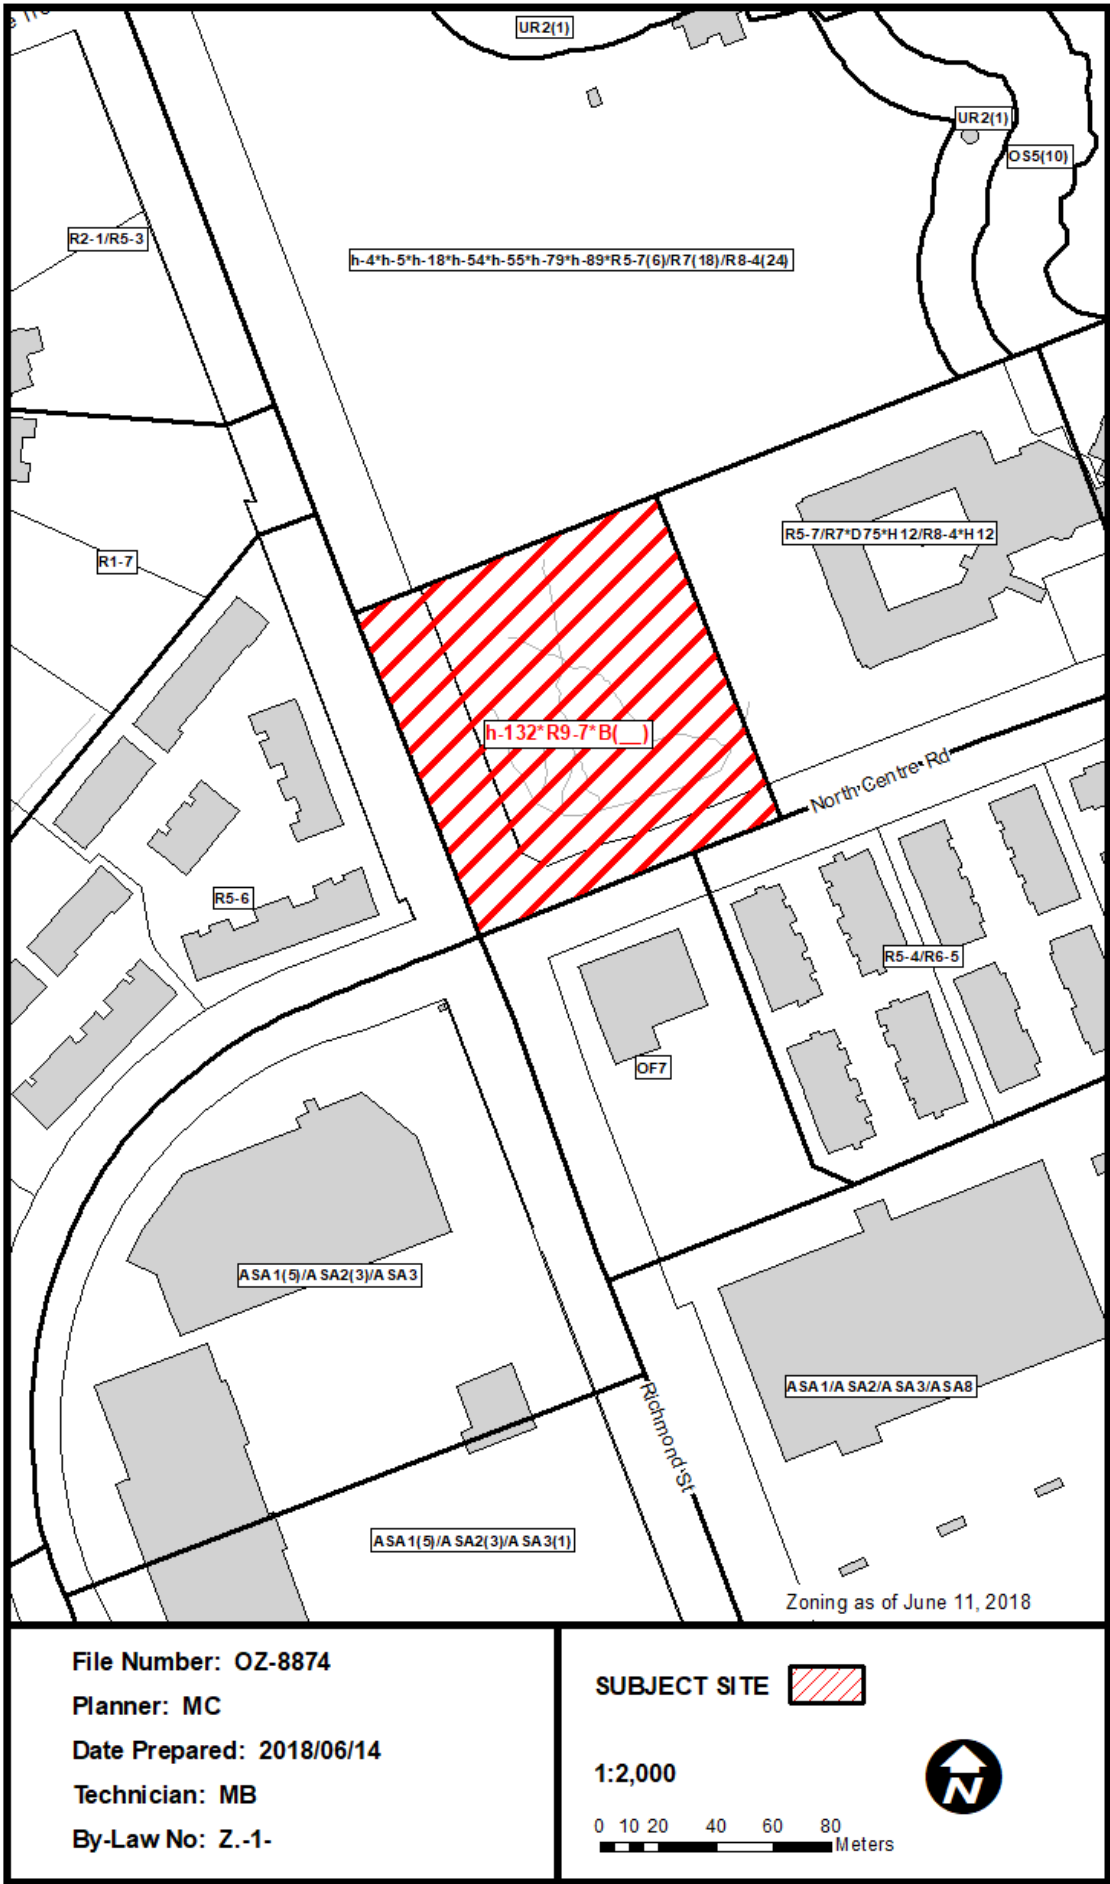 UR2(1)
UR2(1)
OS5(10)
R2-1/R5-3
h-4*h-5*h-18*h-54*h-55*h-79*h-89*R5-7(6)/R7(18)/R8-4(24)
R5-7/R7*D75*H12/R8-4*H12
R1-7
h-132*R9-7*B(__)
North Centre Rd
R5-6
R5-4/R6-5
OF7
ASA1(5)/ASA2(3)/ASA3
ASA1/ASA2/ASA3/ASA8
Richmond St
ASA1(5)/ASA2(3)/ASA3(1)
Zoning as of June 11, 2018
File Number: OZ-8874
Planner: MC
Date Prepared: 2018/06/14
Technician: MB
By-Law No: Z.-1-
SUBJECT SITE
1:2,000
N
0 10 20 40 60 80
Meters